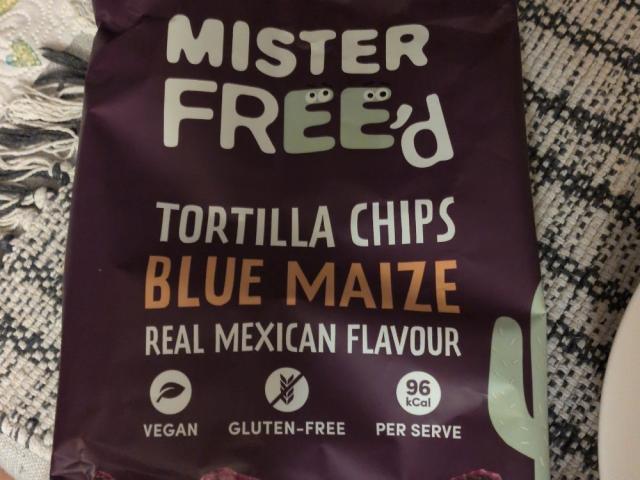 MISTER
FREE'd
TORTILLA CHIPS
BLUE MAIZE
REAL MEXICAN FLAVOUR
96
kCal
VEGAN GLUTEN-FREE PER SERVE